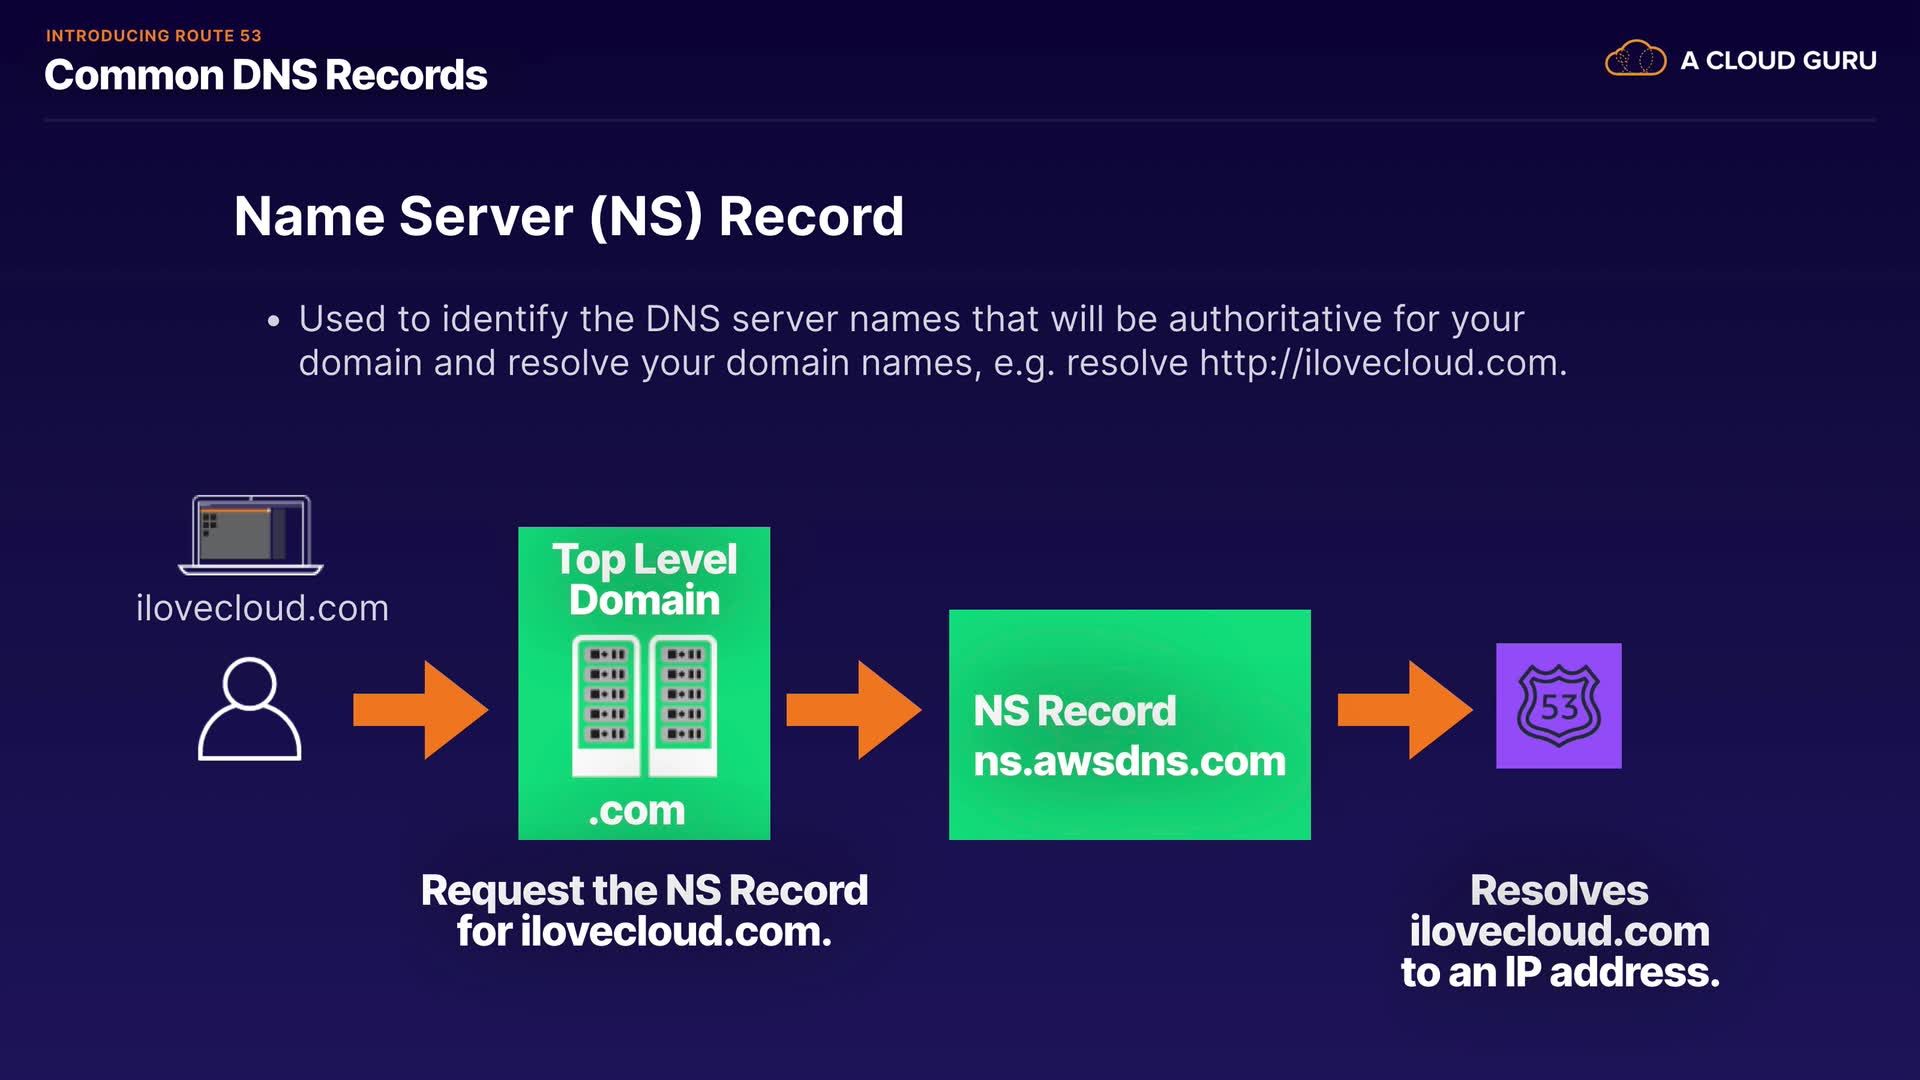 INTRODUCING ROUTE 53
Common DNS Records
A CLOUD GURU
Name Server (NS) Record
• Used to identify the DNS server names that will be authoritative for your
domain and resolve your domain names, e.g. resolve http://ilovecloud.com.
ilovecloud.com
Top Level
Domain
.com
Request the NS Record
for ilovecloud.com.
NS Record
ns.awsdns.com
53
Resolves
ilovecloud.com
to an IP address.